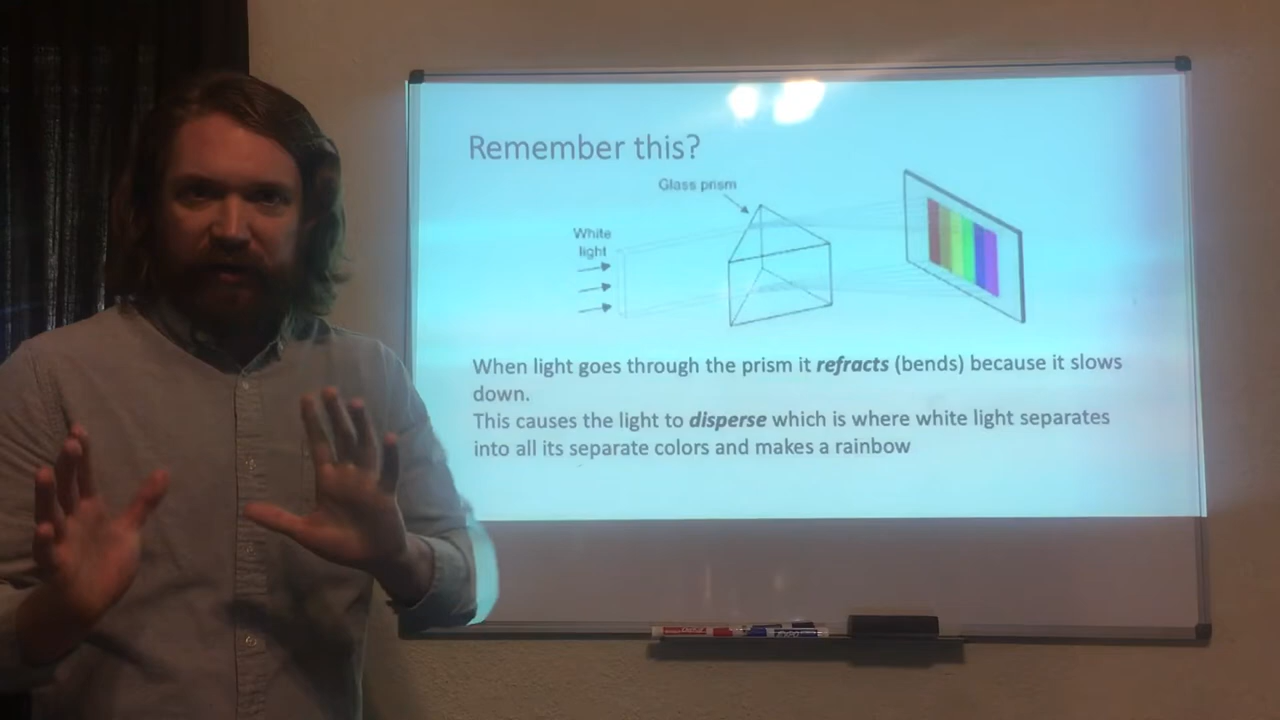 Remember this?
Glass prism
White
light
When light goes through the prism it refracts (bends) because it slows
down.
This causes the light to disperse which is where white light separates
into all its separate colors and makes a rainbow
EXPO